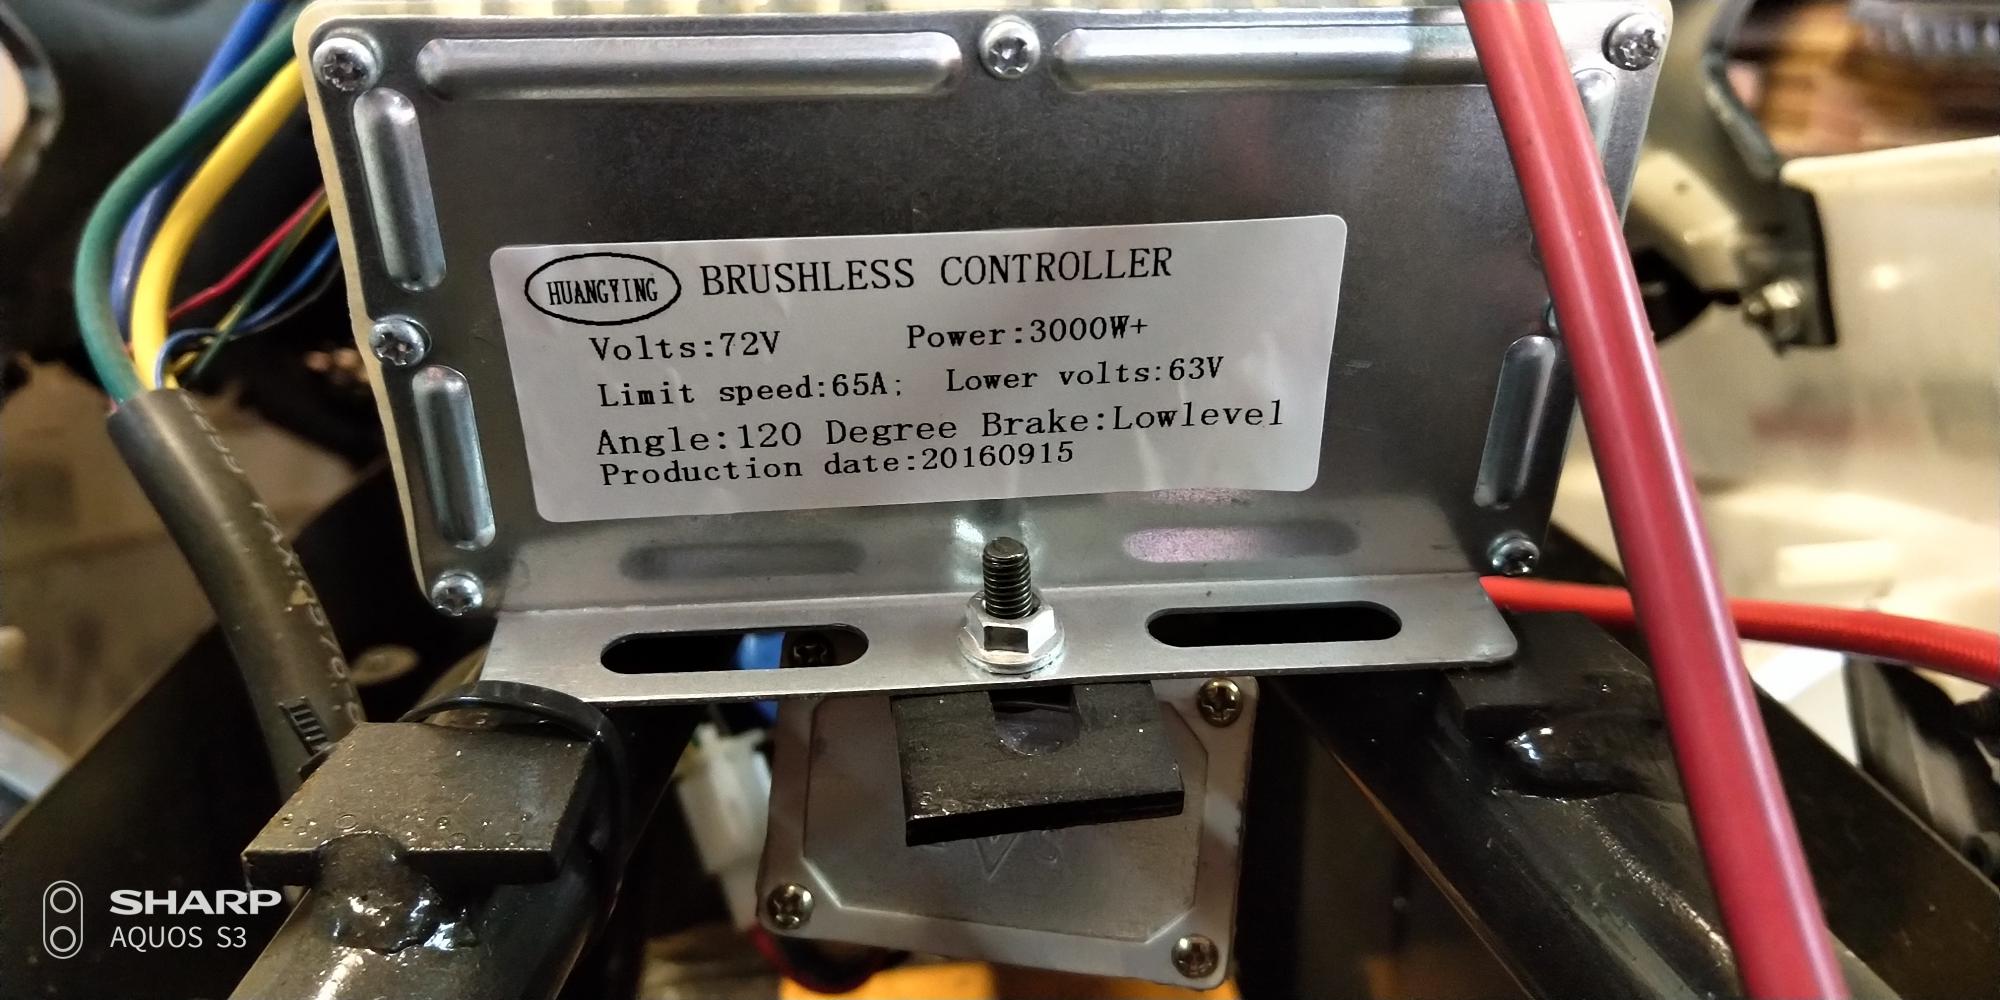 HUANGYING BRUSHLESS CONTROLLER
Volts:72V Power:3000W+
Limit speed:65A; Lower volts:63V
Angle:120 Degree Brake:Lowlevel
Production date:20160915
SHARP
AQUOS S3